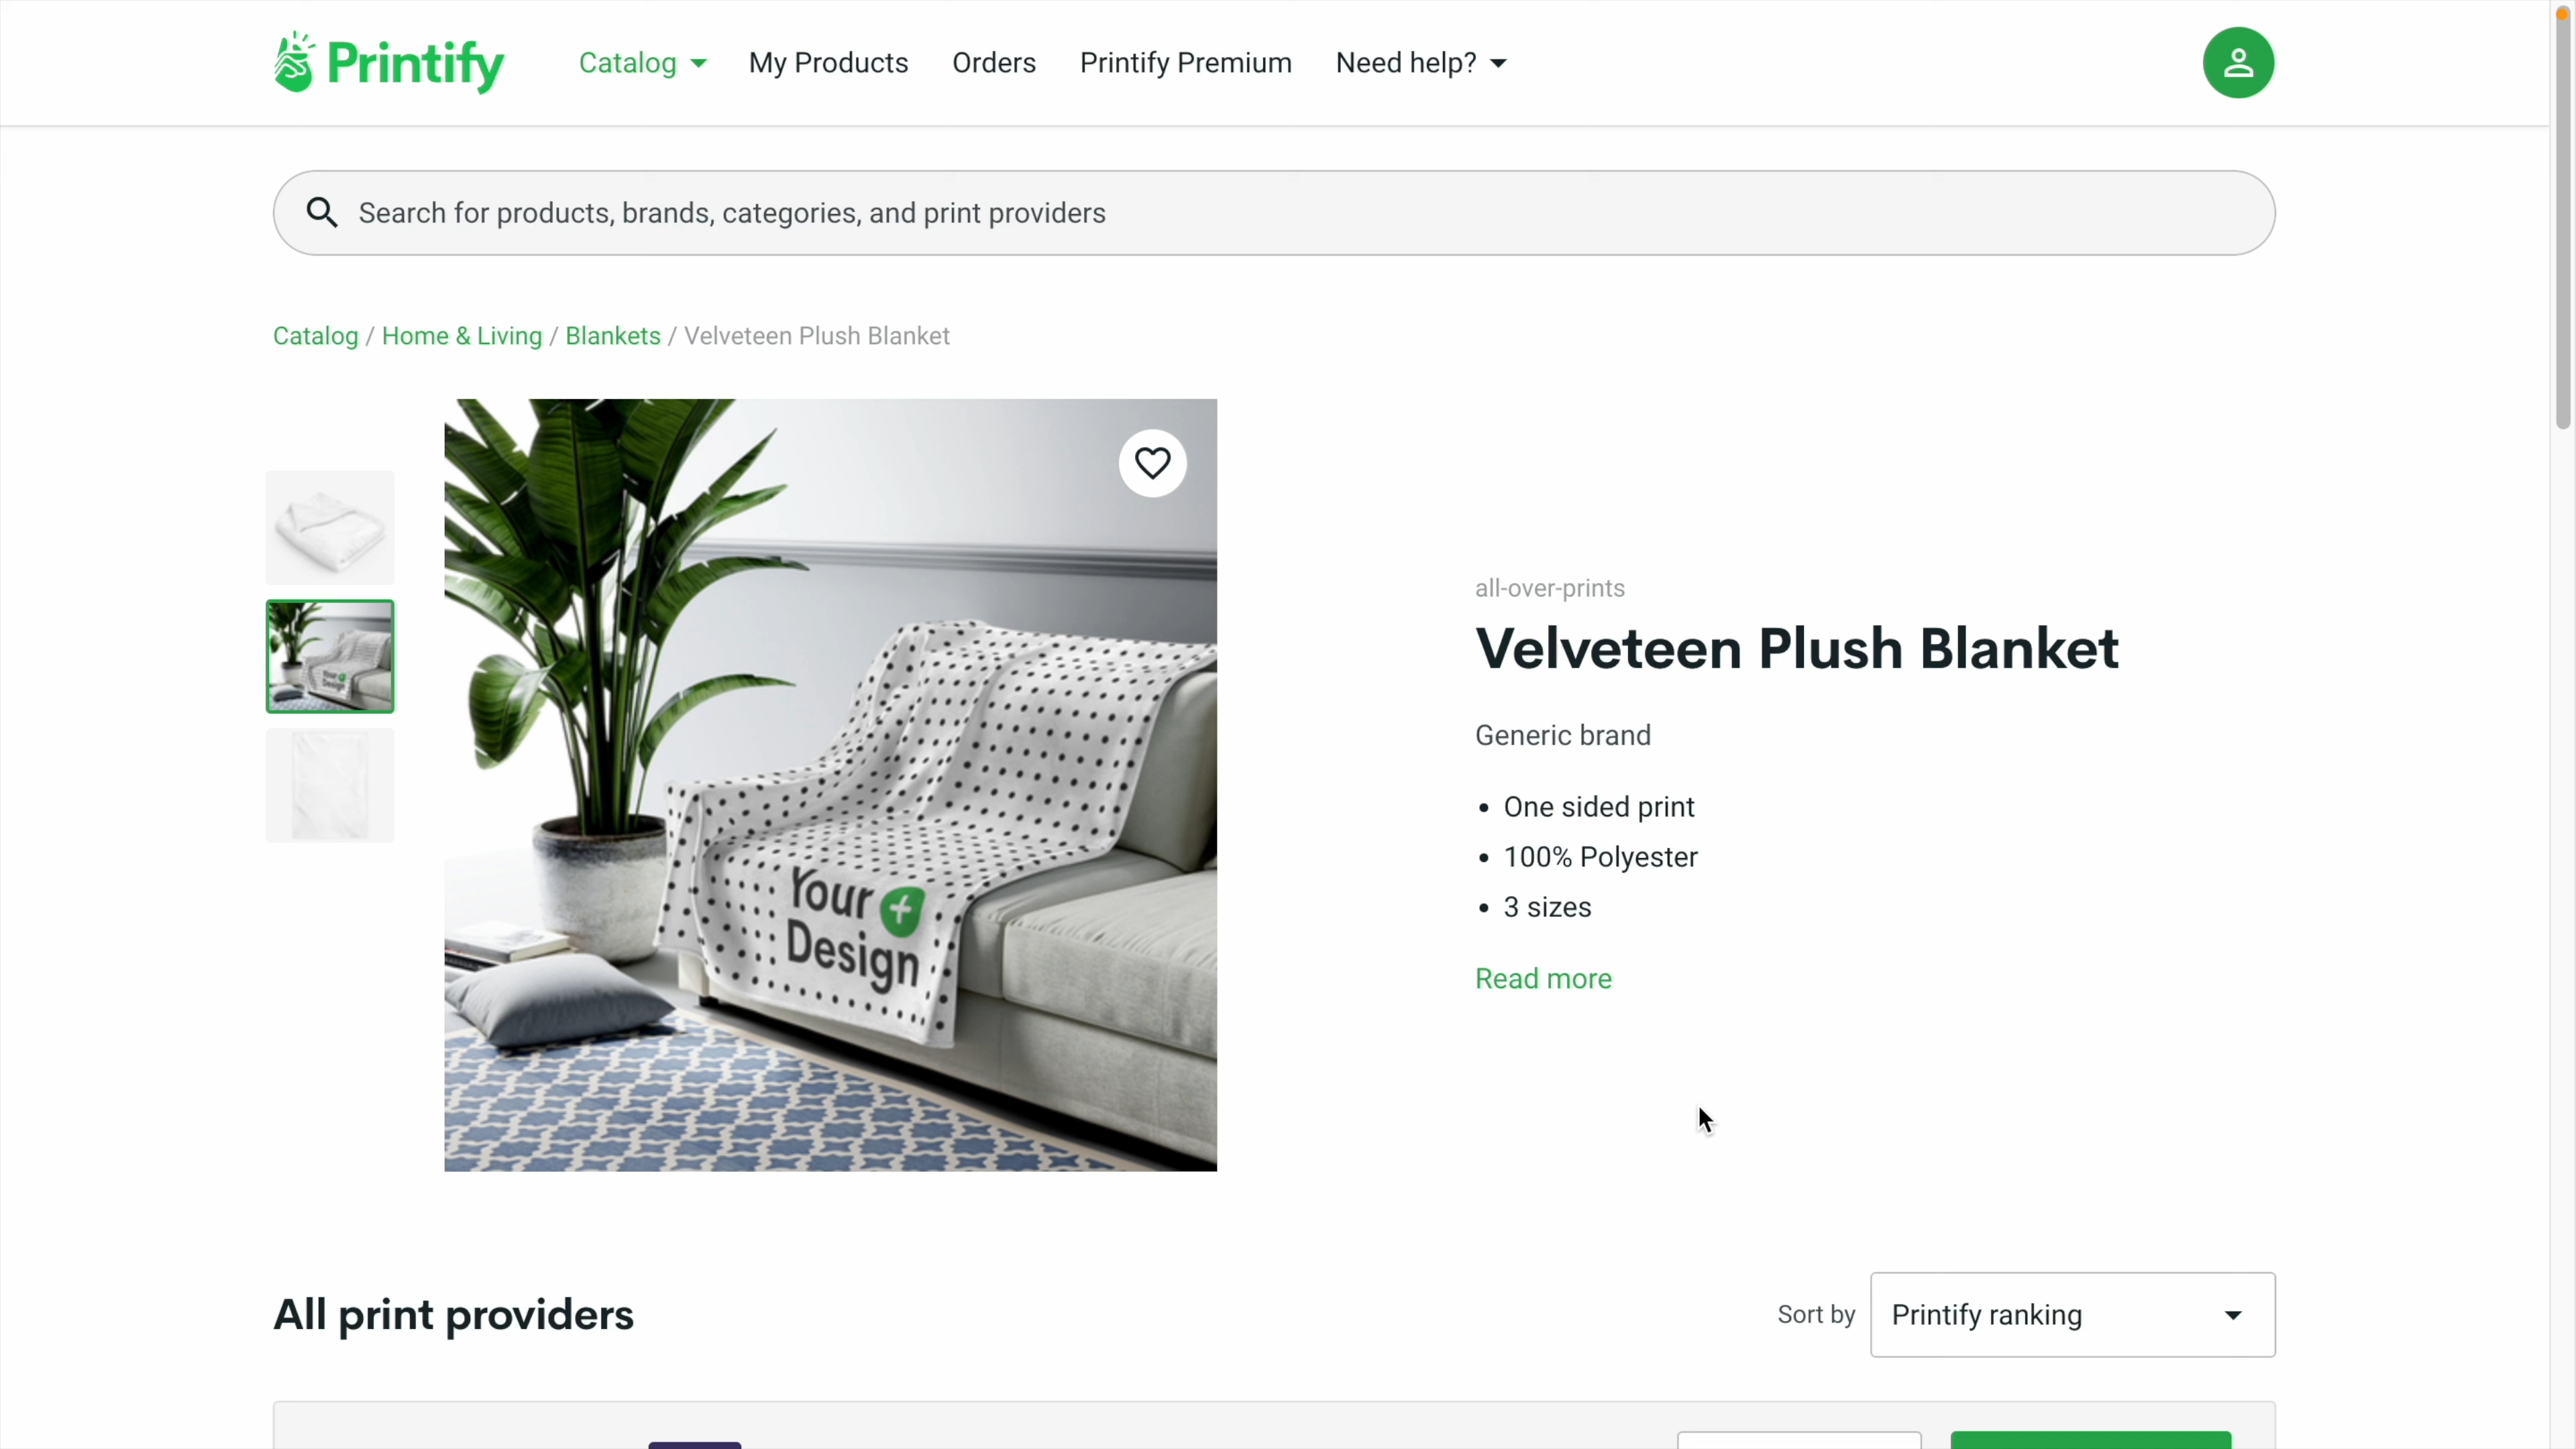 Printify
Catalog My Products Orders Printify Premium Need help?
Search for products, brands, categories, and print providers
Catalog / Home & Living / Blankets / Velveteen Plush Blanket
Your
Design
Your
Design
all-over-prints
Velveteen Plush Blanket
Generic brand
• One sided print
• 100% Polyester
• 3 sizes
Read more
All print providers
Sort by Printify ranking